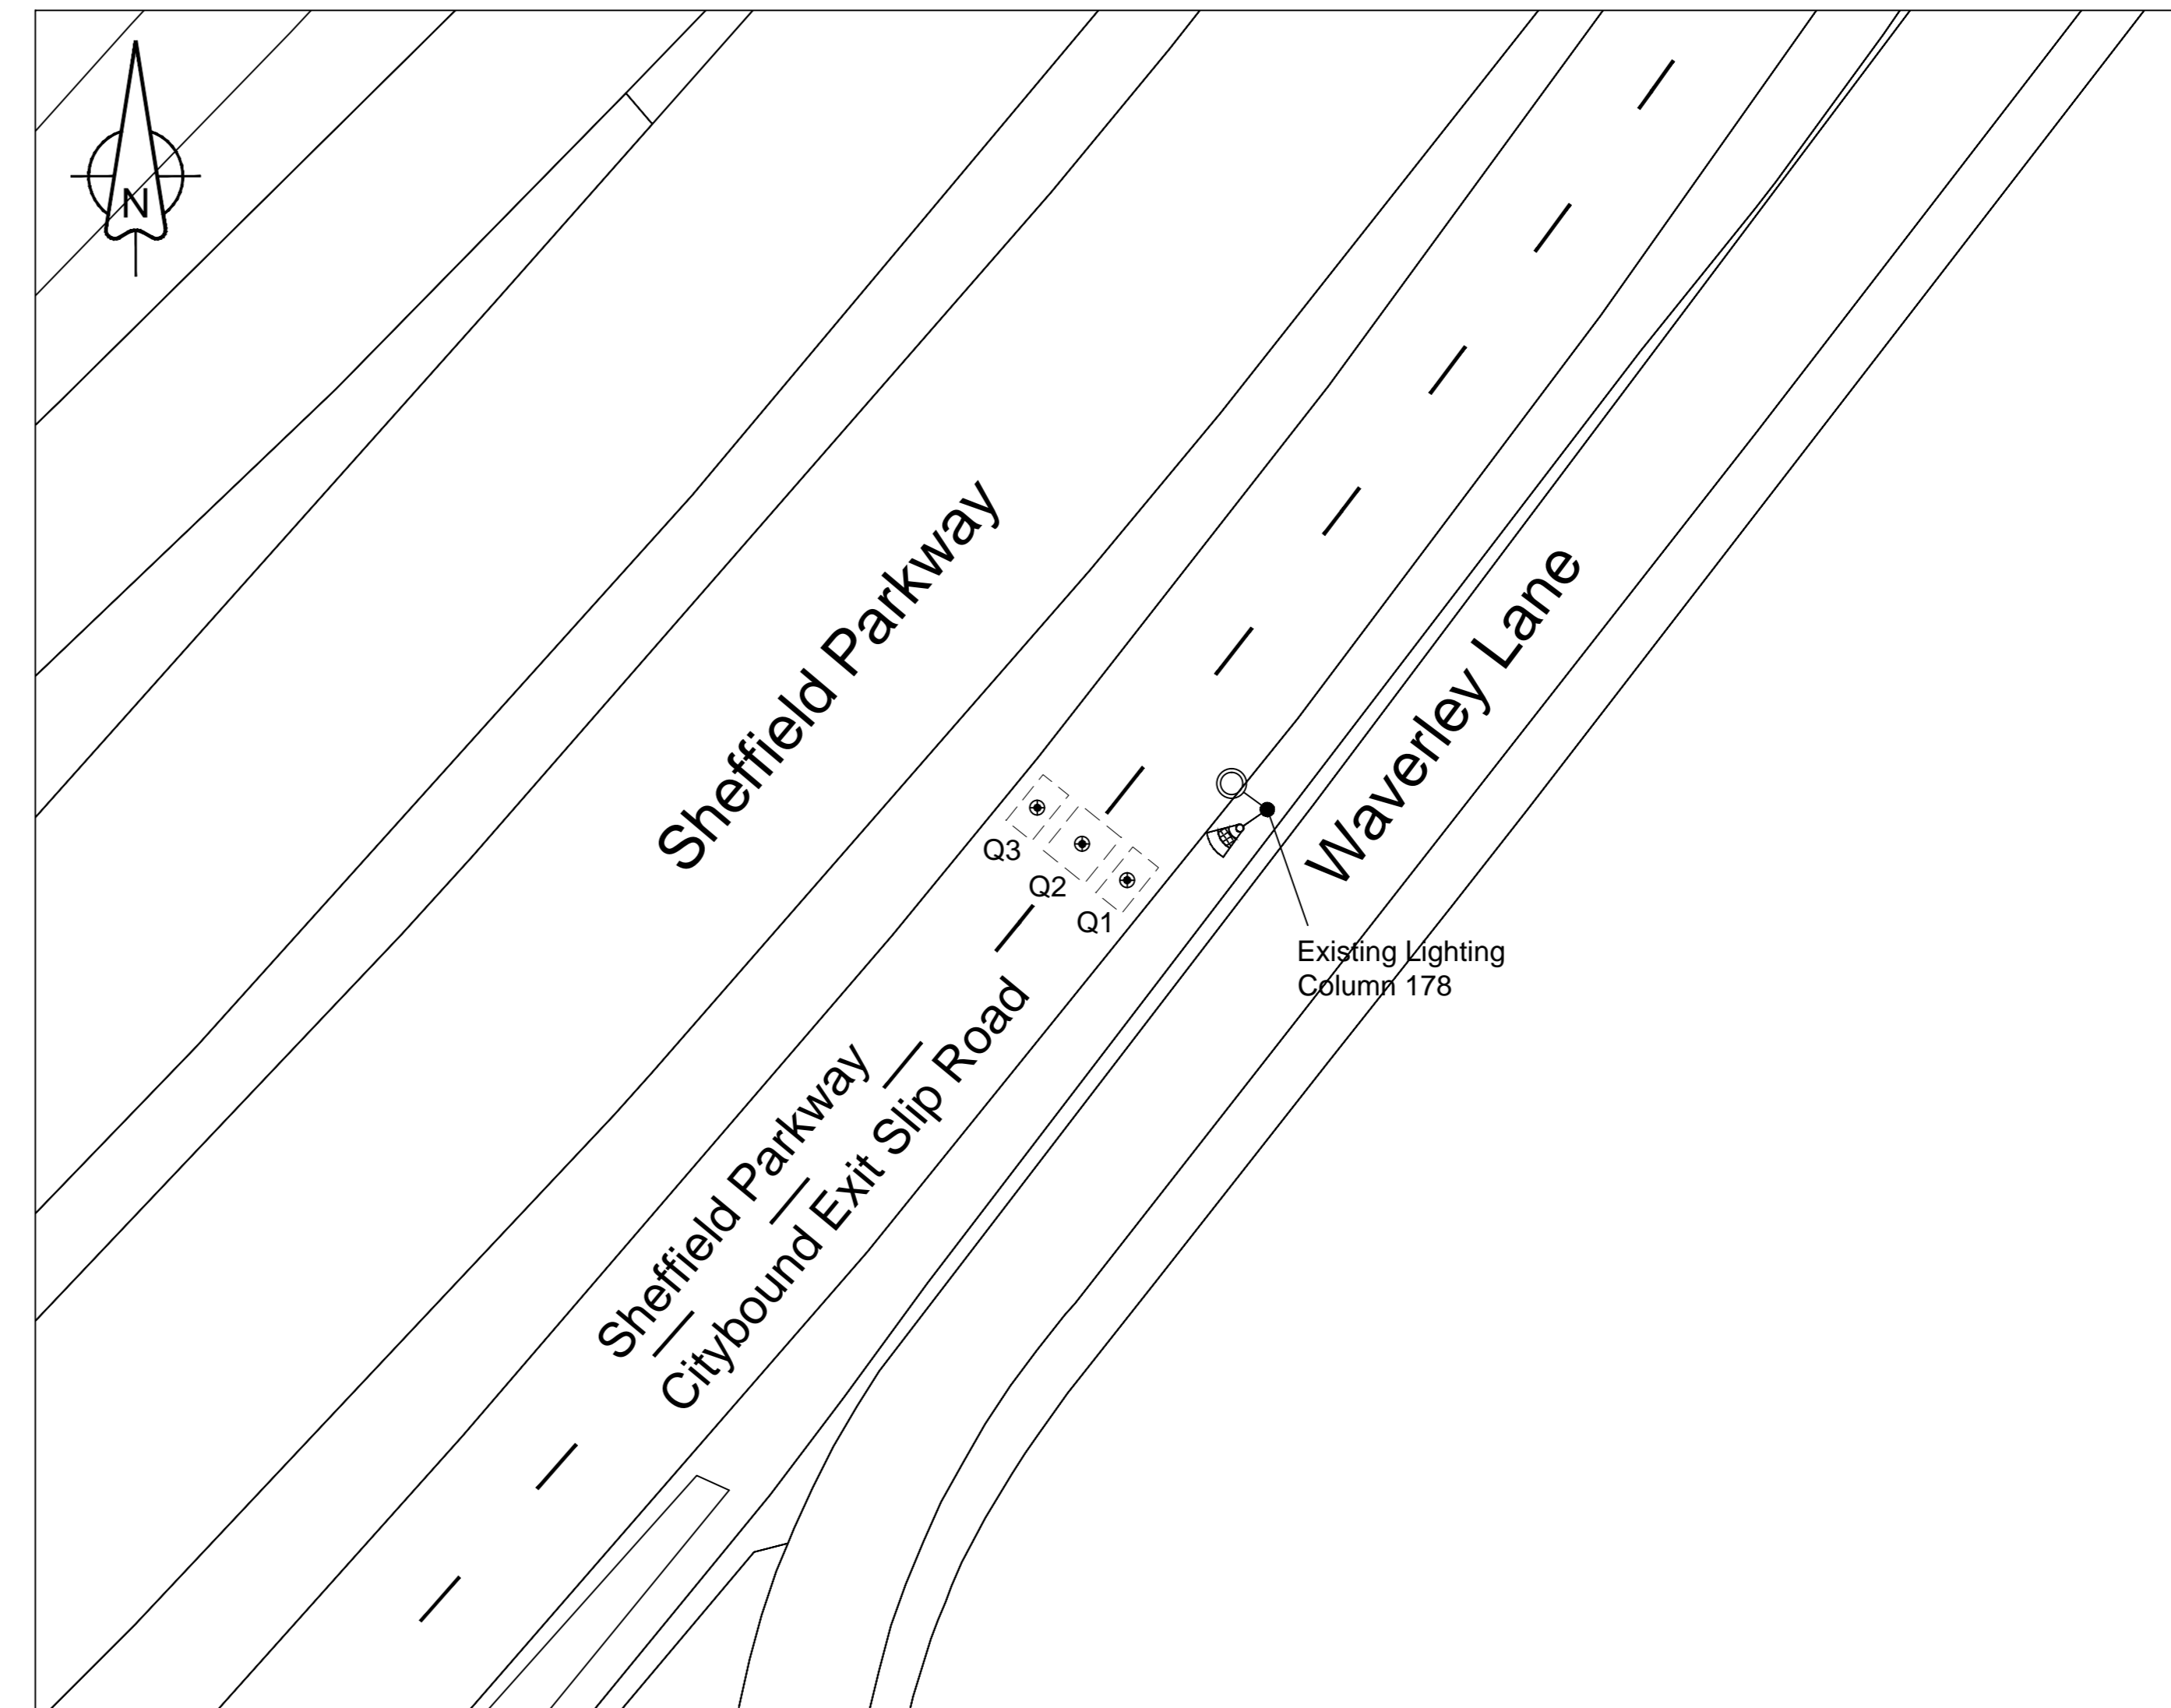 N
Sheffield Parkway
Waverley Lane
Q3
Q2
Q1
Existing Lighting
Column 178
Sheffield Parkway
Citybound Exit Slip Road